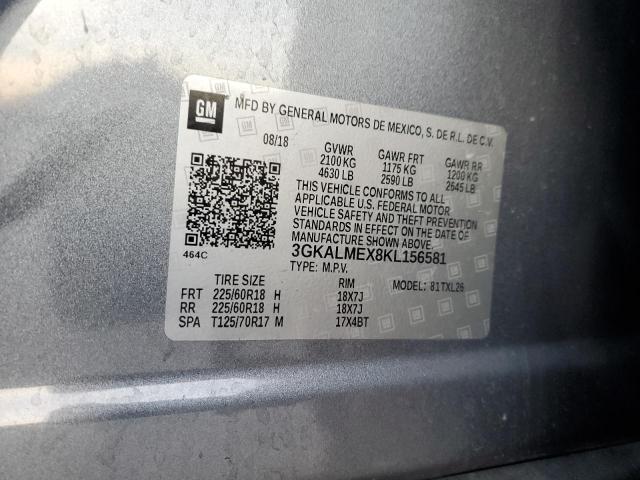 GM MFD BY GENERAL MOTORS DE MEXICO, S. DE R.L. DE C.V.
08/18 GVWR GAWR FRT GAWR RR
2100 KG 1175 KG 1200 KG
4630 LB 2590 LB 2645 LB
THIS VEHICLE CONFORMS TO ALL
APPLICABLE U.S. FEDERAL MOTOR
VEHICLE SAFETY AND THEFT PREVENTION
STANDARDS IN EFFECT ON THE DATE OF
MANUFACTURE SHOWN ABOVE.
464C 3GKALMEX8KL156581
TYPE: M.P.V. MODEL: 81TXL26
TIRE SIZE RIM
FRT 225/60R18 H 18X7J
RR 225/60R18 H 18X7J
SPA T125/70R17 M 17X4BT